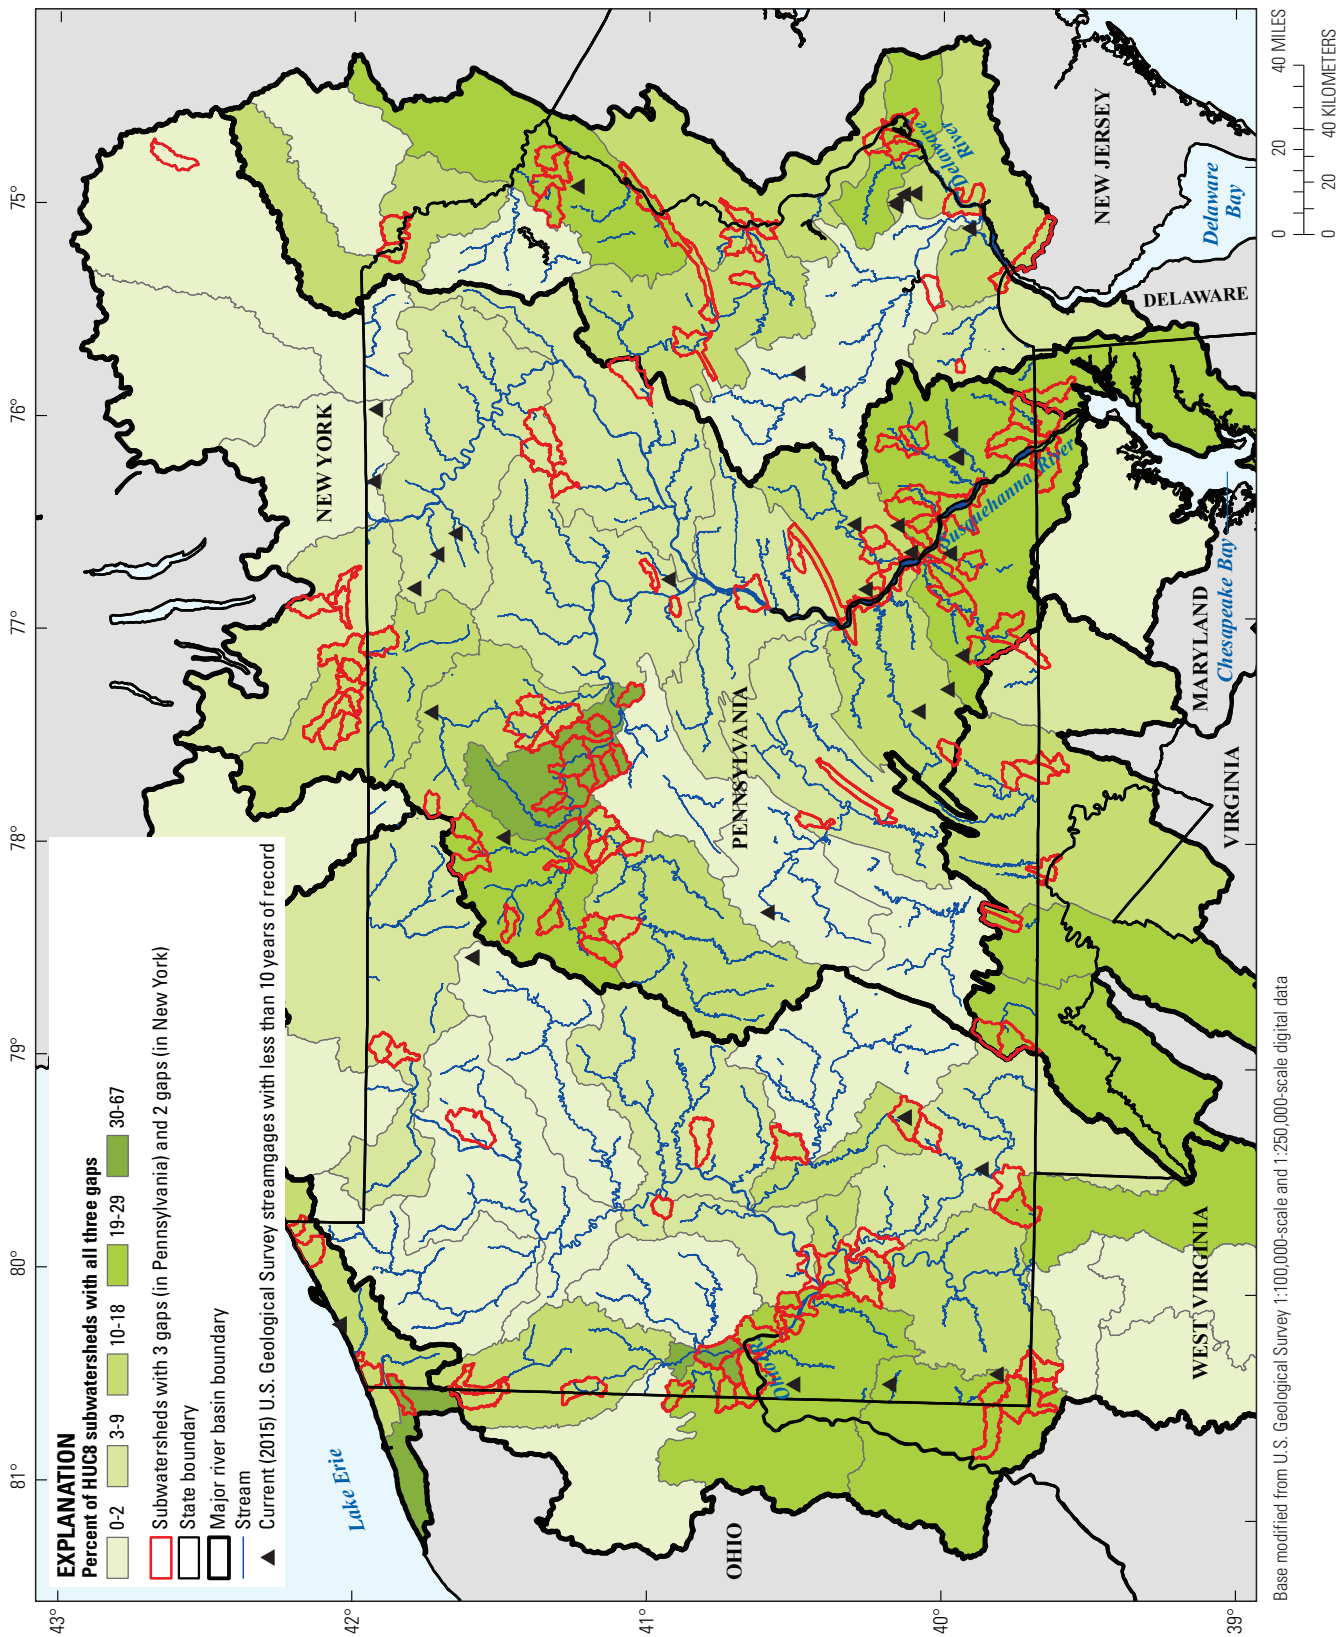 81°
80°
79°
78°
77°
76°
75°
43°
42°
41°
40°
39°
EXPLANATION
Percent of HUC8 subwatersheds with all three gaps
0-2
3-9
10-18
19-29
30-67
Subwatersheds with 3 gaps (in Pennsylvania) and 2 gaps (in New York)
State boundary
Major river basin boundary
Stream
Current (2015) U.S. Geological Survey streamgages with less than 10 years of record
Lake Erie
NEW YORK
PENNSYLVANIA
OHIO
Ohio R
WEST VIRGINIA
VIRGINIA
MARYLAND
Chesapeake Bay
Susquehanna River
DELAWARE
Delaware
Bay
Delaware
River
NEW JERSEY
Base modified from U.S. Geological Survey 1:100,000-scale and 1:250,000-scale digital data
0
20
40 MILES
0
20
40 KILOMETERS